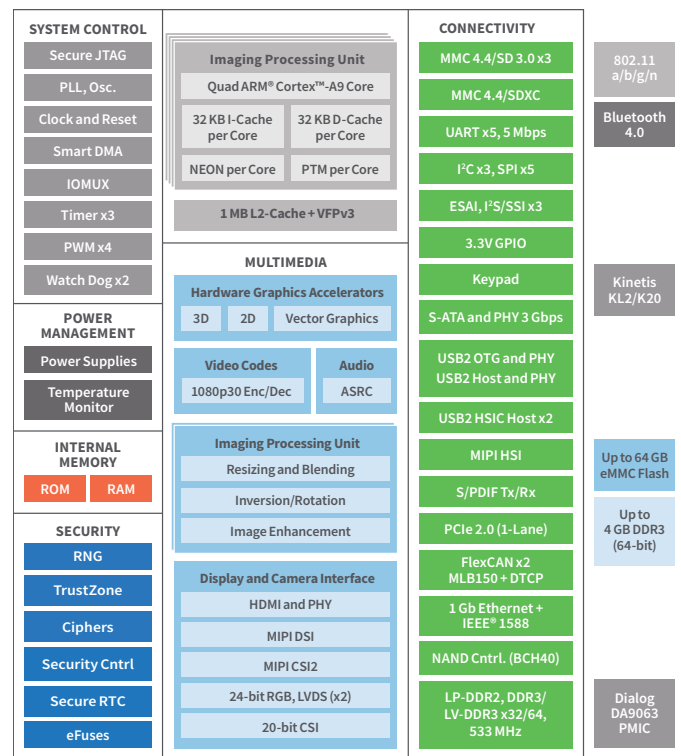 SYSTEM CONTROL
Secure JTAG
PLL, Osc.
Clock and Reset
Smart DMA
IOMUX
Timer x3
PWM x4
Watch Dog x2
POWER
MANAGEMENT
Power Supplies
Temperature
Monitor
INTERNAL
MEMORY
ROM
RAM
SECURITY
RNG
TrustZone
Ciphers
Security Cntrl
Secure RTC
eFuses
Imaging Processing Unit
Quad ARM® Cortex™-A9 Core
32 KB I-Cache
per Core
32 KB D-Cache
per Core
NEON per Core
PTM per Core
1 MB L2-Cache + VFPv3
MULTIMEDIA
Hardware Graphics Accelerators
3D
2D
Vector Graphics
Video Codes
1080p30 Enc/Dec
Audio
ASRC
Imaging Processing Unit
Resizing and Blending
Inversion/Rotation
Image Enhancement
Display and Camera Interface
HDMI and PHY
MIPI DSI
MIPI CSI2
24-bit RGB, LVDS (x2)
20-bit CSI
CONNECTIVITY
MMC 4.4/SD 3.0 x3
MMC 4.4/SDXC
UART x5, 5 Mbps
I²C x3, SPI x5
ESAI, I²S/SSI x3
3.3V GPIO
Keypad
S-ATA and PHY 3 Gbps
USB2 OTG and PHY
USB2 Host and PHY
USB2 HSIC Host x2
MIPI HSI
S/PDIF Tx/Rx
PCIe 2.0 (1-Lane)
FlexCAN x2
MLB150 + DTCP
1 Gb Ethernet +
IEEE® 1588
NAND Cntrl. (BCH40)
LP-DDR2, DDR3/
LV-DDR3 x32/64,
533 MHz
802.11
a/b/g/n
Bluetooth
4.0
Kinetis
KL2/K20
Up to 64 GB
eMMC Flash
Up to
4 GB DDR3
(64-bit)
Dialog
DA9063
PMIC